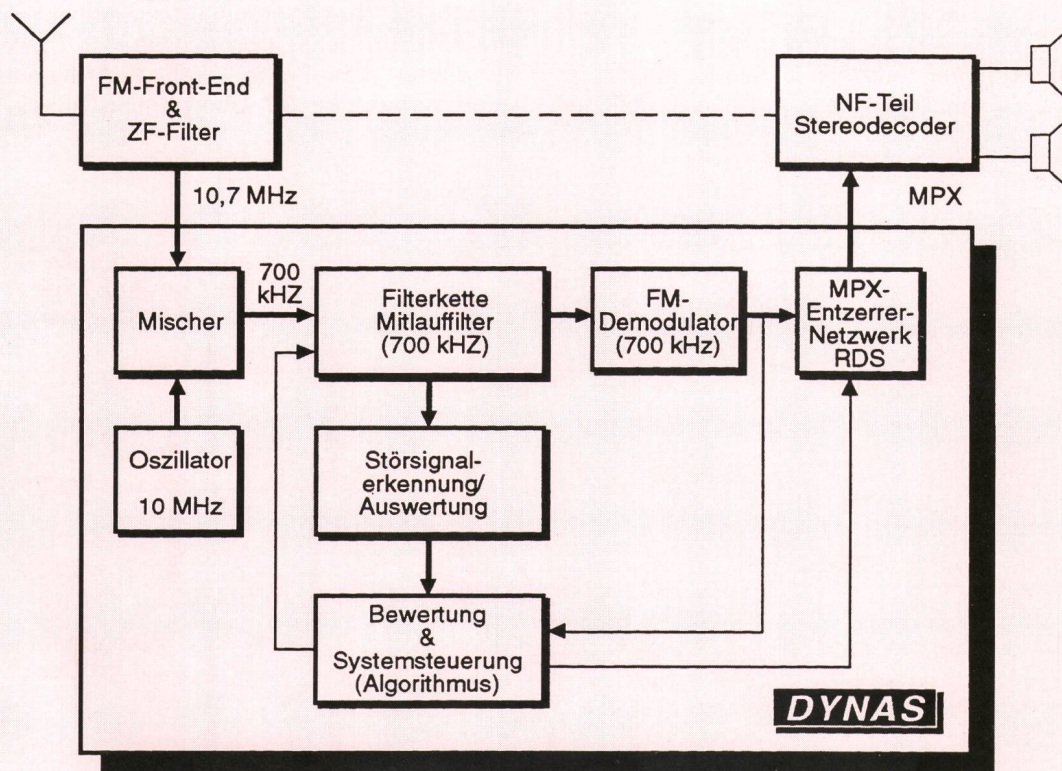 FM-Front-End
&
ZF-Filter
NF-Teil
Stereodecoder
10,7 MHz
MPX
Mischer
700
kHZ
Filterkette
Mitlauffilter
(700 kHZ)
FM-
Demodulator
(700 kHz)
MPX-
Entzerrer-
Netzwerk
RDS
Oszillator
10 MHz
Störsignal-
erkennung/
Auswertung
Bewertung
&
Systemsteuerung
(Algorithmus)
DYNAS